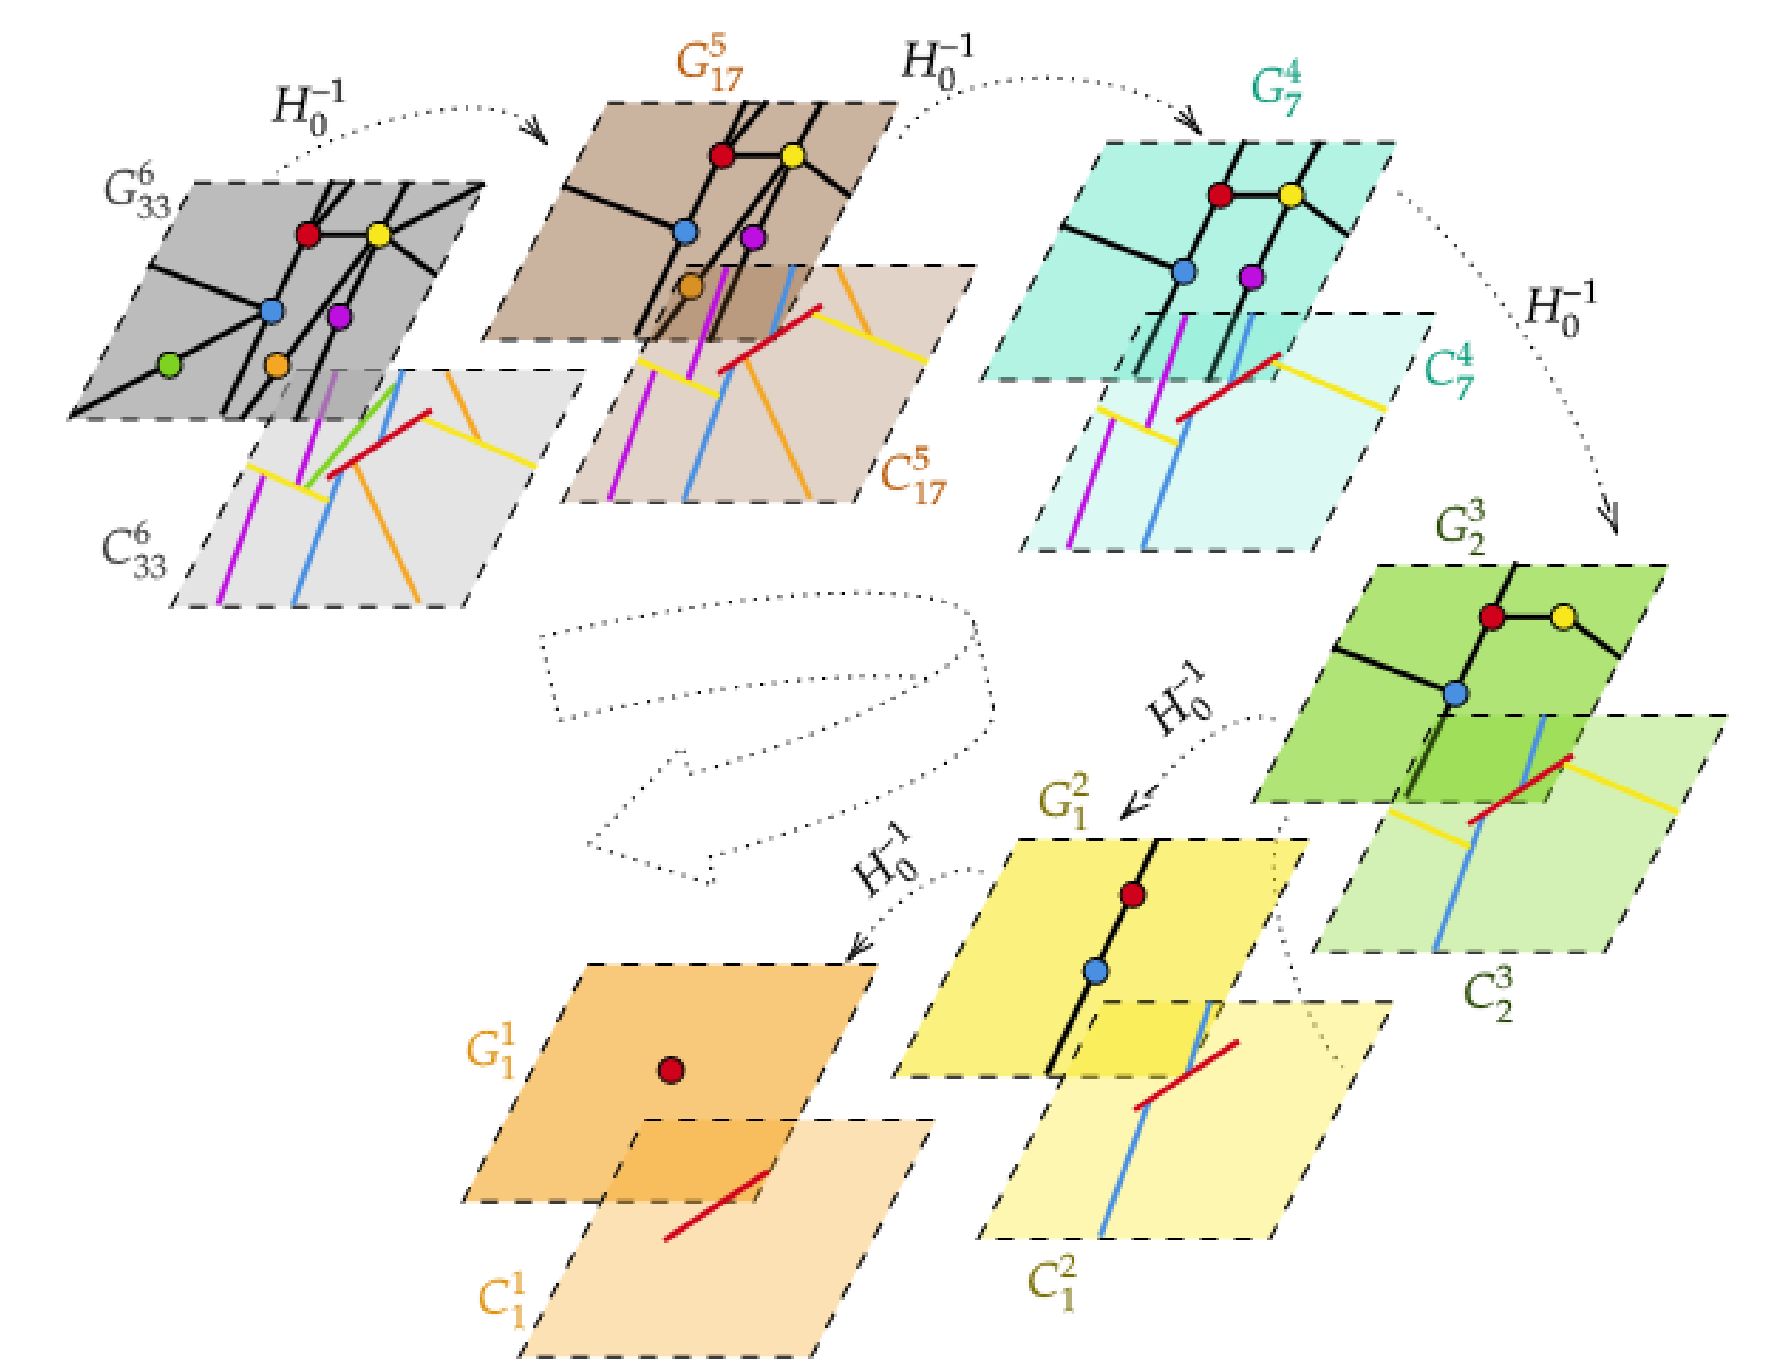 G_{17}^{5}
H_0^{-1}
H_0^{-1}
G_7^4
G_{33}^{6}
H_0^{-1}
C_7^4
C_{17}^{5}
C_{33}^{6}
G_2^3
H_0^{-1}
G_1^2
H_0^{-1}
C_2^3
G_1^1
C_1^2
C_1^1